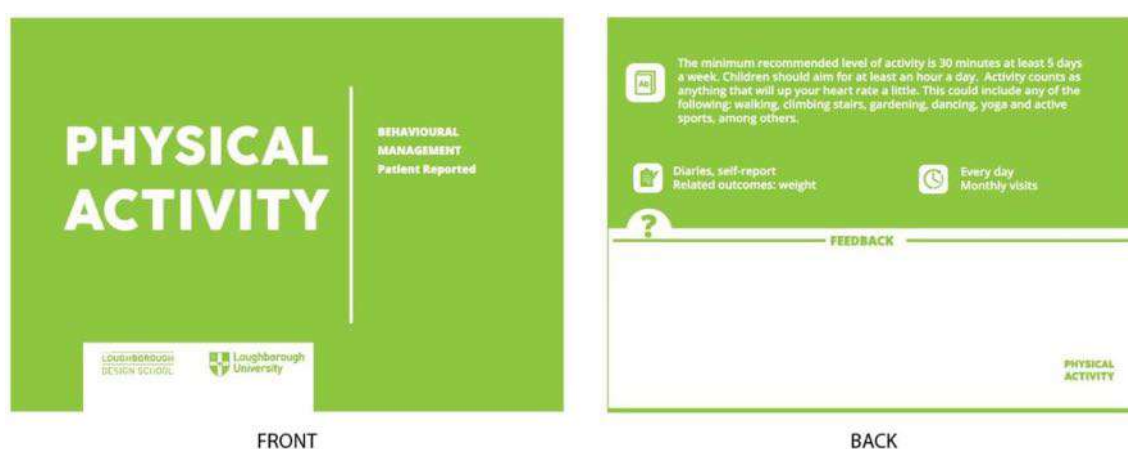 PHYSICAL
ACTIVITY
BEHAVIOURAL
MANAGEMENT
Patient Reported
LOUGHBOROUGH
DESIGN SCHOOL
Loughborough
University
FRONT
Ab
The minimum recommended level of activity is 30 minutes at least 5 days
a week. Children should aim for at least an hour a day. Activity counts as
anything that will up your heart rate a little. This could include any of the
following: walking, climbing stairs, gardening, dancing, yoga and active
sports, among others.
Diaries, self-report
Related outcomes: weight
Every day
Monthly visits
?
FEEDBACK
PHYSICAL
ACTIVITY
BACK